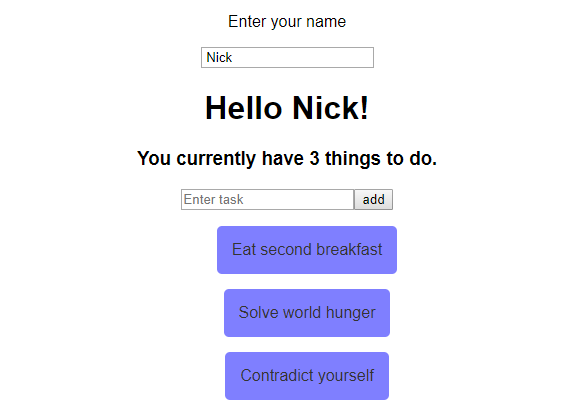 Enter your name
Nick
Hello Nick!
You currently have 3 things to do.
Enter task add
Eat second breakfast
Solve world hunger
Contradict yourself